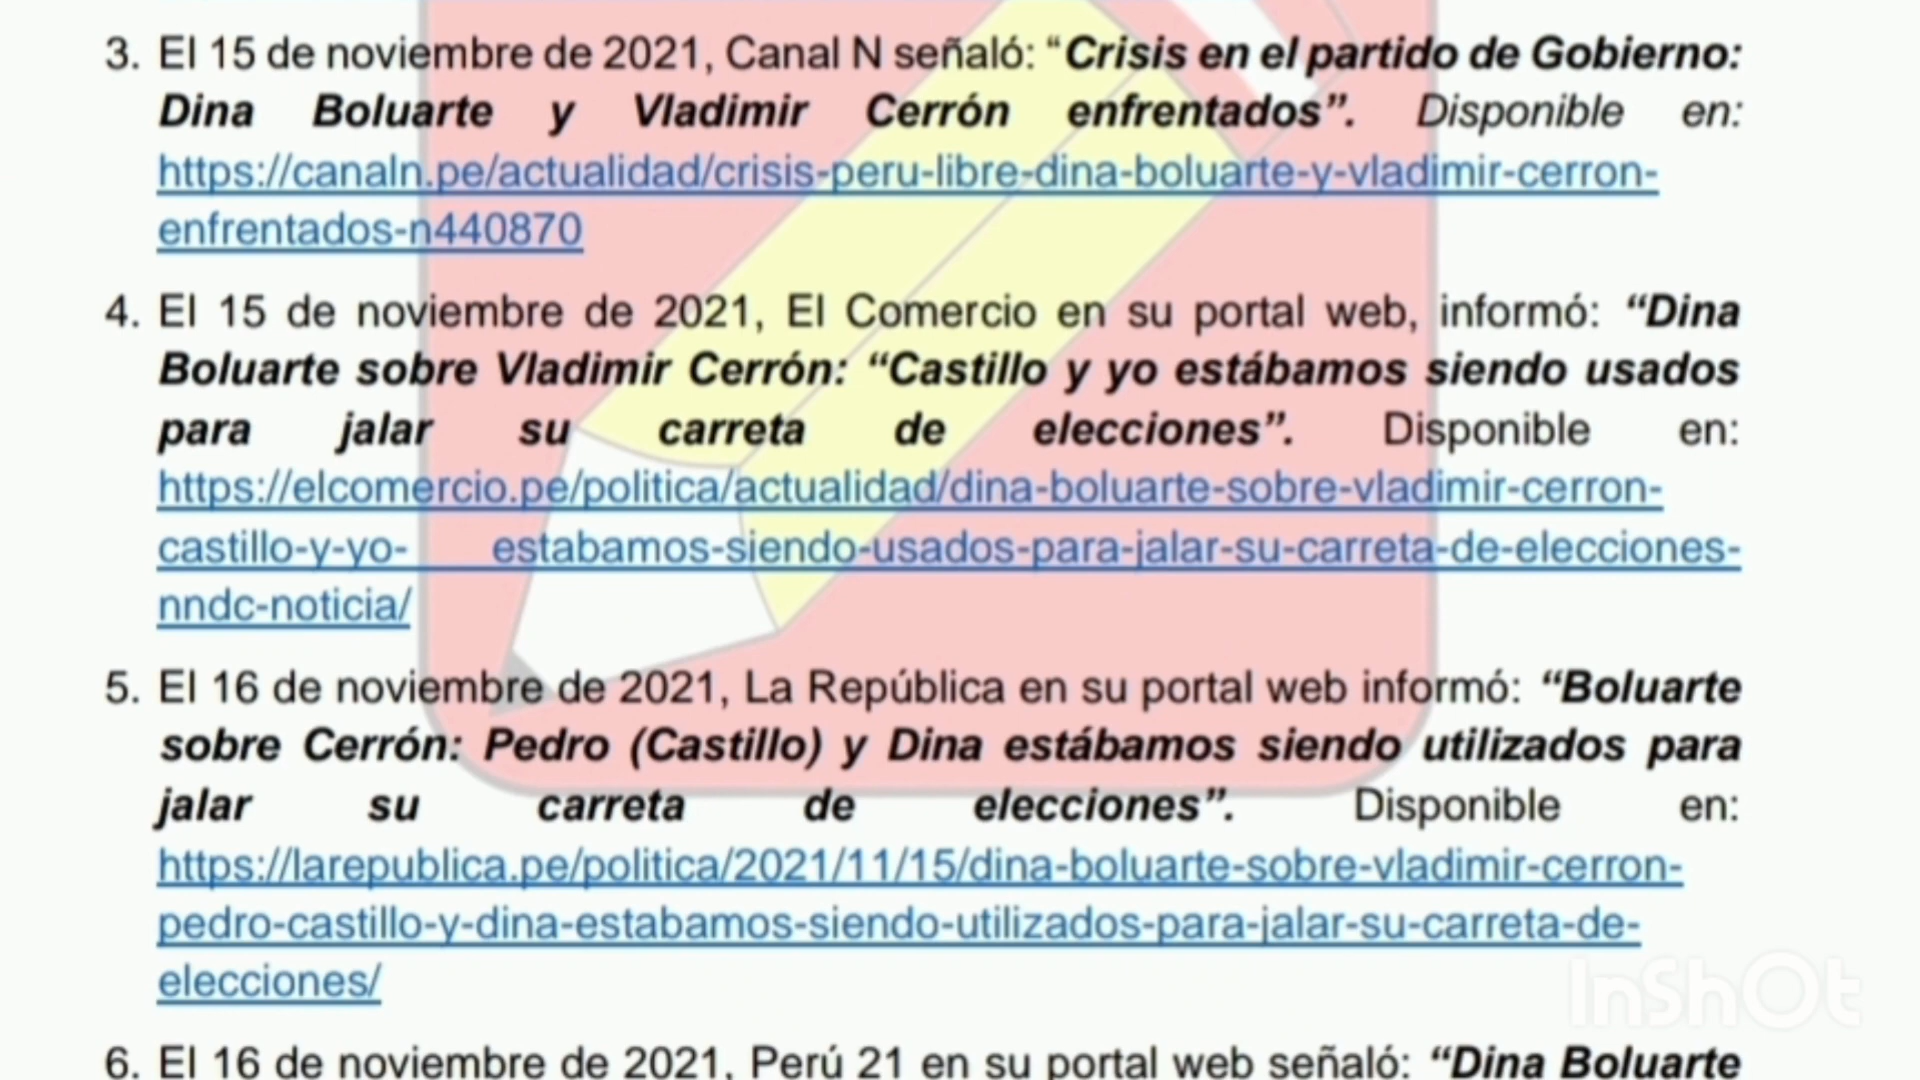 3. El 15 de noviembre de 2021, Canal N señaló: “Crisis en el partido de Gobierno:
Dina Boluarte y Vladimir Cerrón enfrentados”. Disponible en:
https://canaln.pe/actualidad/crisis-peru-libre-dina-boluarte-y-vladimir-cerron-
enfrentados-n440870
4. El 15 de noviembre de 2021, El Comercio en su portal web, informó: “Dina
Boluarte sobre Vladimir Cerrón: “Castillo y yo estábamos siendo usados
para jalar su carreta de elecciones”. Disponible en:
https://elcomercio.pe/politica/actualidad/dina-boluarte-sobre-vladimir-cerron-
castillo-y-yo- estabamos-siendo-usados-para-jalar-su-carreta-de-elecciones-
nndc-noticia/
5. El 16 de noviembre de 2021, La República en su portal web informó: “Boluarte
sobre Cerrón: Pedro (Castillo) y Dina estábamos siendo utilizados para
jalar su carreta de elecciones”. Disponible en:
https://larepublica.pe/politica/2021/11/15/dina-boluarte-sobre-vladimir-cerron-
pedro-castillo-y-dina-estabamos-siendo-utilizados-para-jalar-su-carreta-de-
elecciones/
InShOt
6. El 16 de noviembre de 2021, Perú 21 en su portal web señaló: “Dina Boluarte